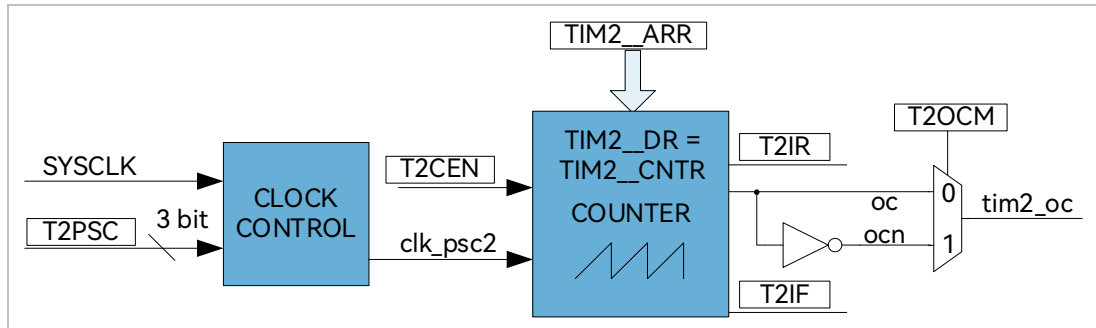 TIM2__ARR
T2OCM
SYSCLK
T2PSC
3 bit
CLOCK
CONTROL
T2CEN
clk_psc2
TIM2__DR =
TIM2__CNTR
COUNTER
T2IR
oc
ocn
T2IF
0
1
tim2_oc